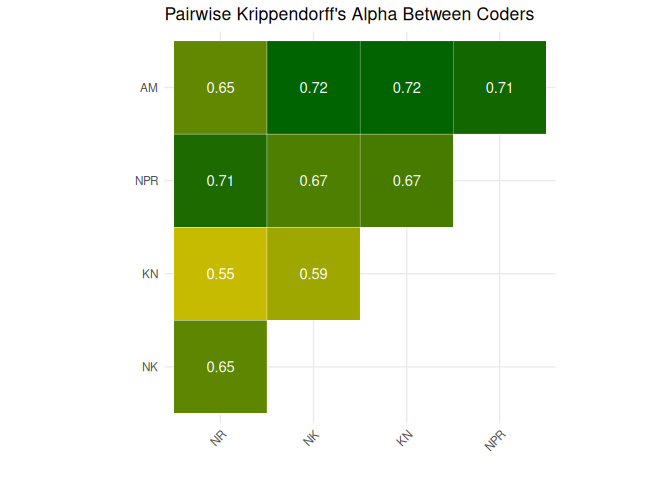 Pairwise Krippendorff's Alpha Between Coders
AM 0.65 0.72 0.72 0.71
NPR 0.71 0.67 0.67
KN 0.55 0.59
NK 0.65
NR NK KN NPR